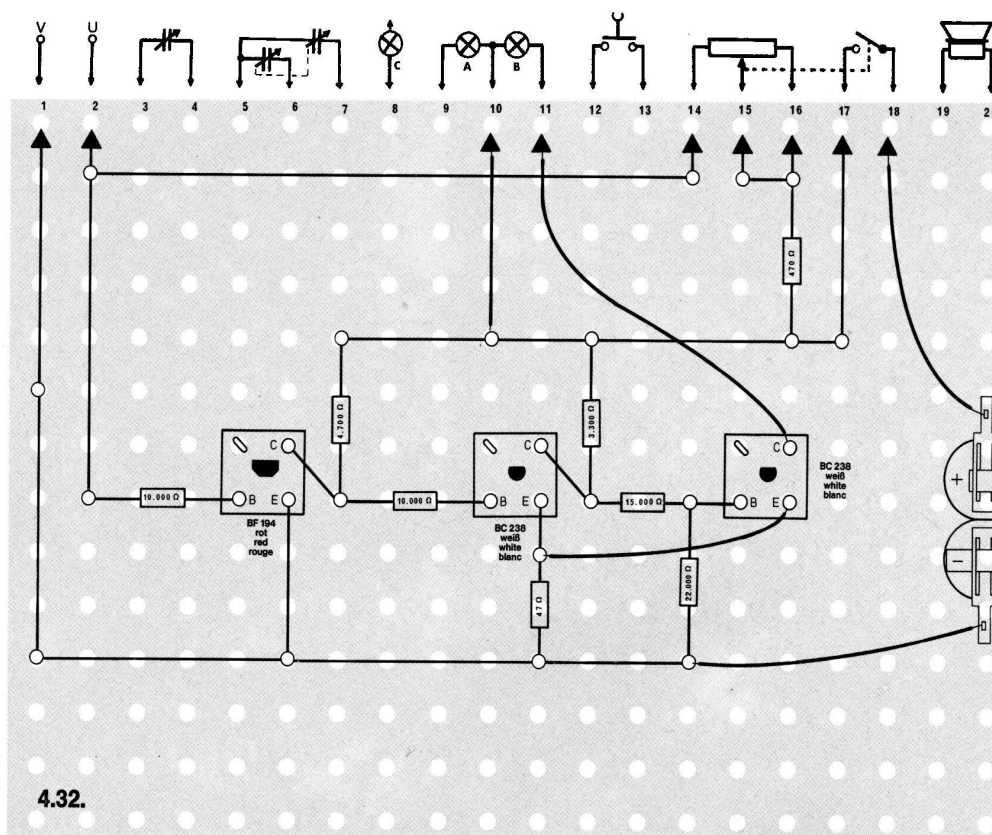 V U
C A B
1 2 3 4 5 6 7 8 9 10 11 12 13 14 15 16 17 18 19 2
470 Ω
4.700 Ω
3.300 Ω
C
C
C
BC 238
weiß
white
blanc
10.000 Ω
B E
10.000 Ω
B E
15.000 Ω
B E
BF 194
rot
red
rouge
BC 238
weiß
white
blanc
47 Ω
22.000 Ω
+
−
4.32.